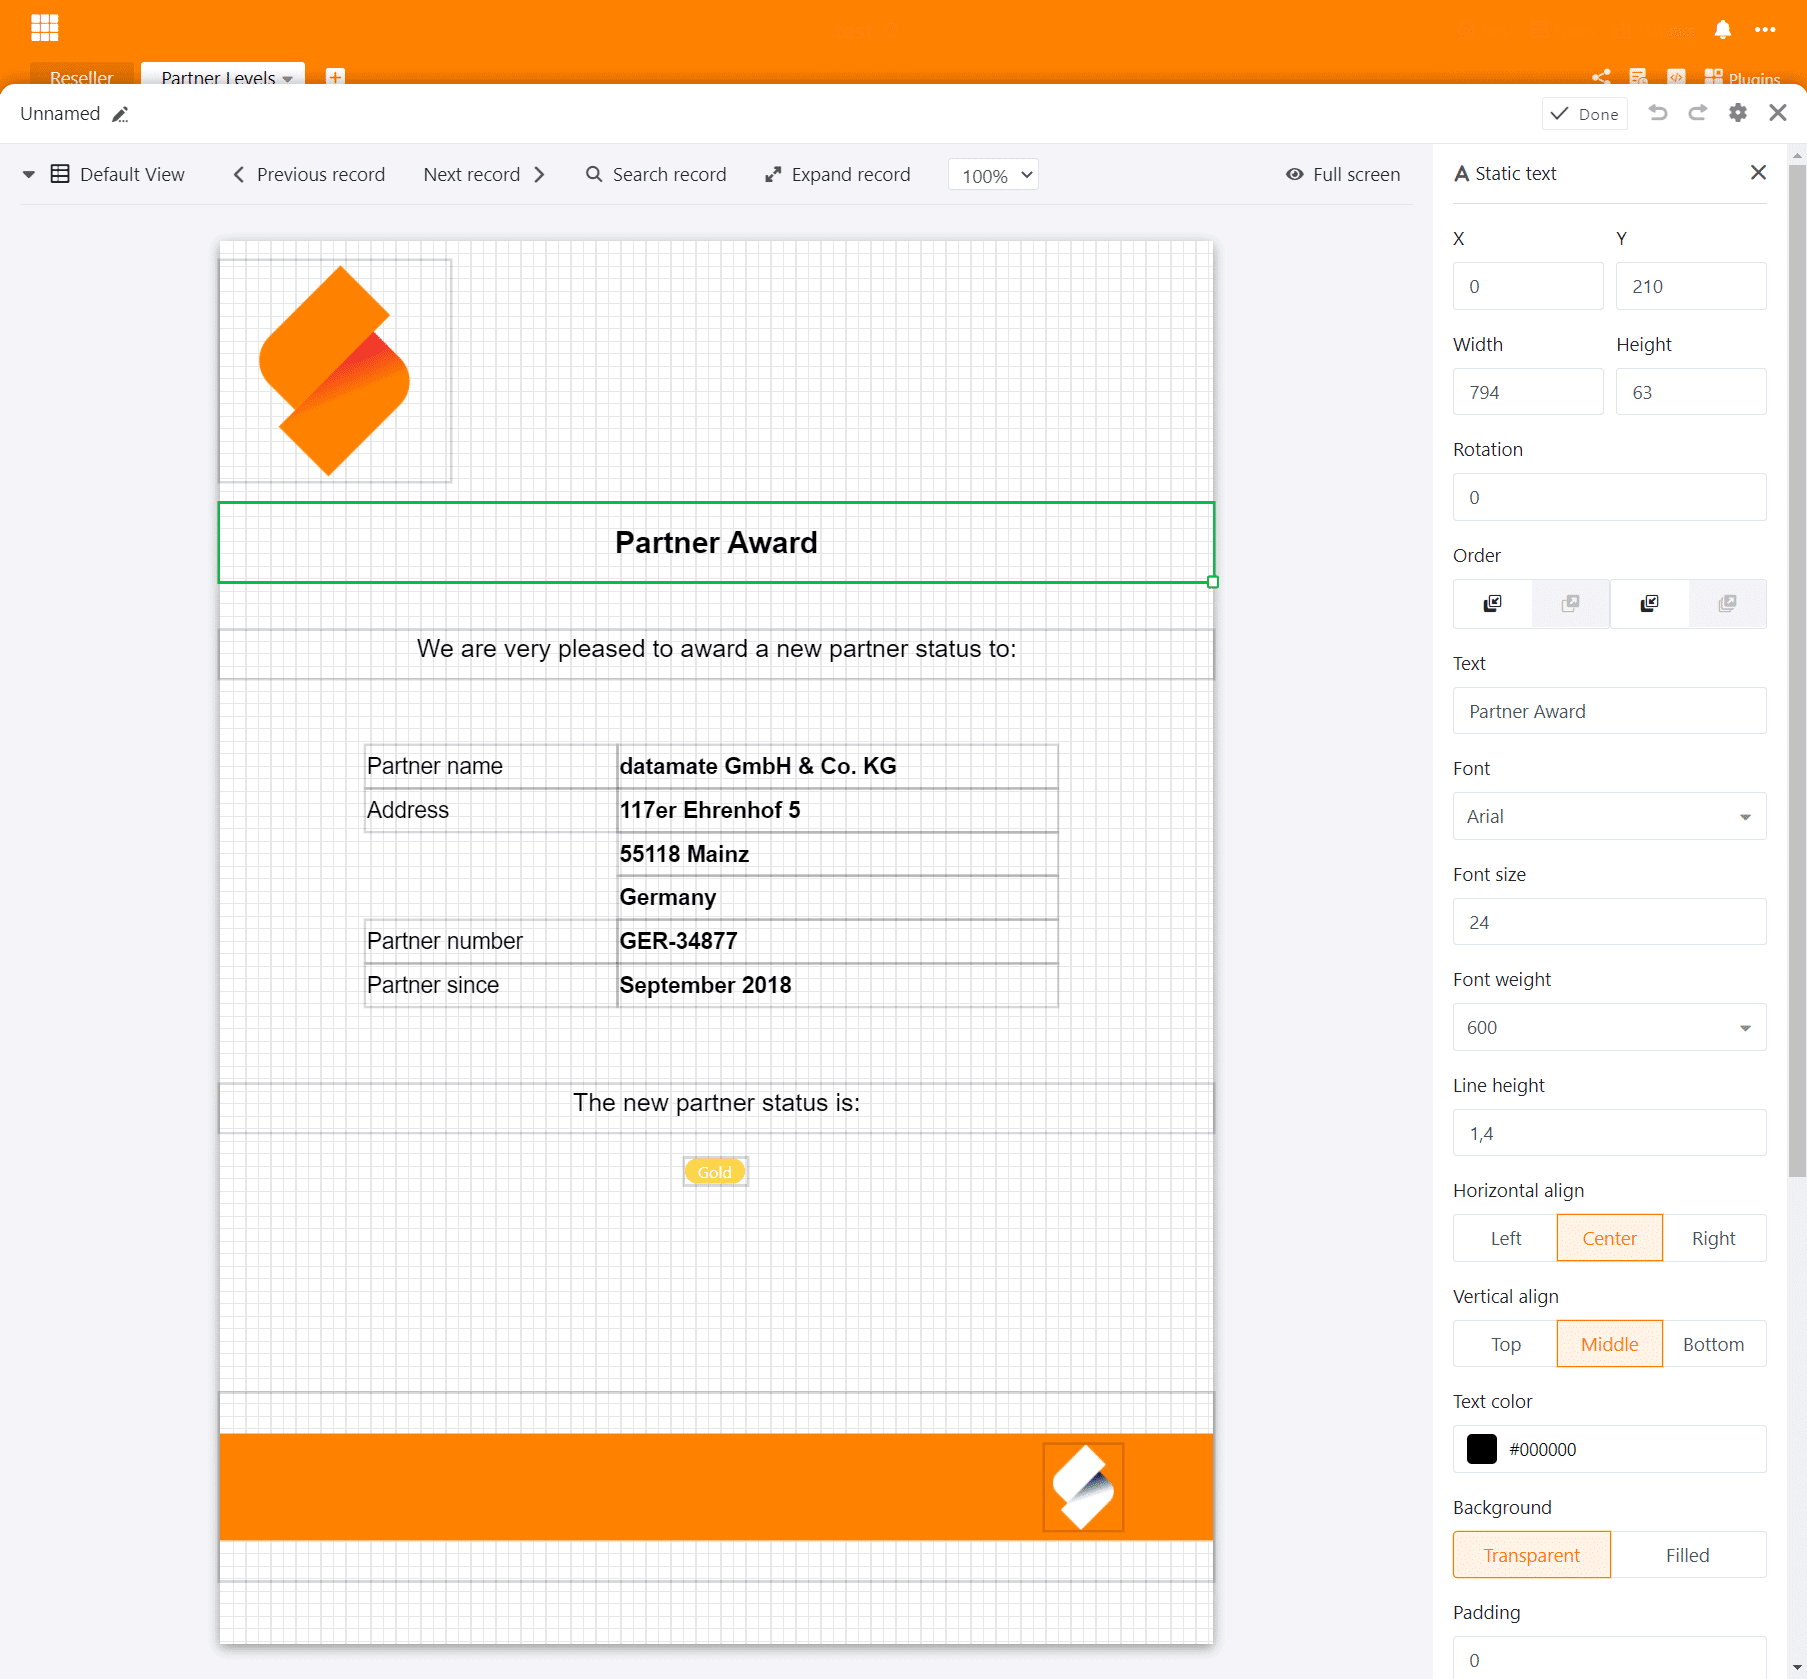 Reseller
Partner Levels
Plugins
Unnamed
Done
Default View
Previous record
Next record
Search record
Expand record
100%
Full screen
Partner Award
We are very pleased to award a new partner status to:
Partner name datamate GmbH & Co. KG
Address 117er Ehrenhof 5
55118 Mainz
Germany
Partner number GER-34877
Partner since September 2018
The new partner status is:
Gold
Static text
X Y
0 210
Width Height
794 63
Rotation
0
Order
Text
Partner Award
Font
Arial
Font size
24
Font weight
600
Line height
1,4
Horizontal align
Left Center Right
Vertical align
Top Middle Bottom
Text color
#000000
Background
Transparent Filled
Padding
0